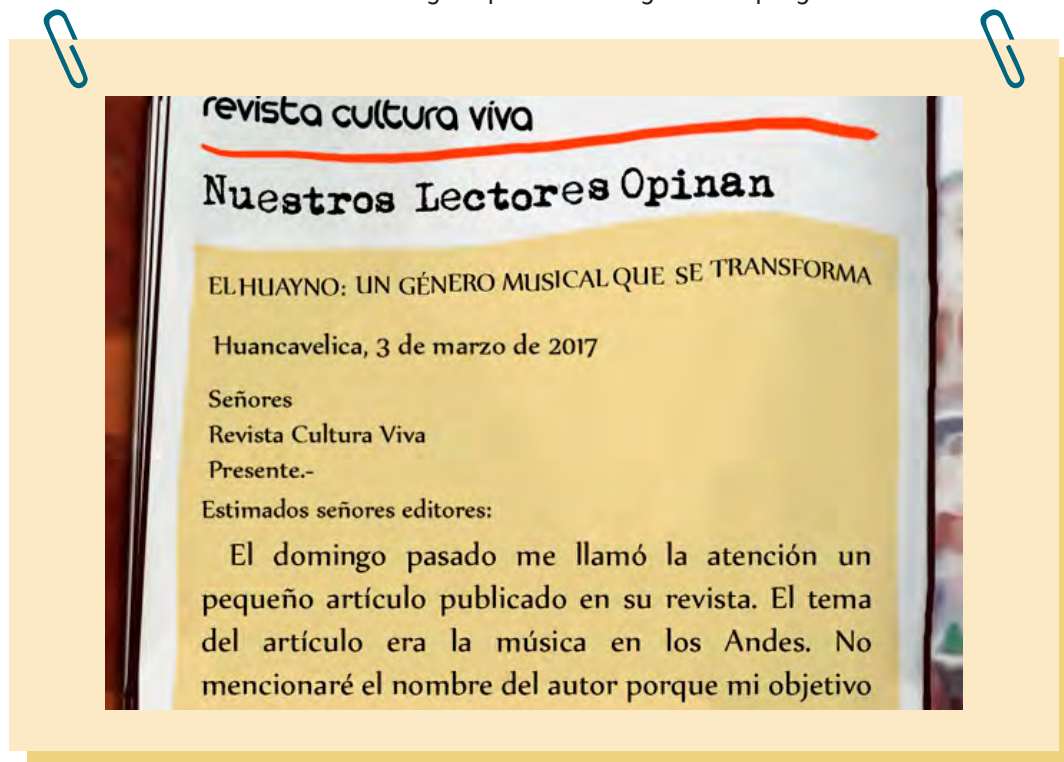 revista cultura viva
Nuestros Lectores Opinan
EL HUAYNO: UN GÉNERO MUSICAL QUE SE TRANSFORMA
Huancavelica, 3 de marzo de 2017
Señores
Revista Cultura Viva
Presente.-
Estimados señores editores:
El domingo pasado me llamó la atención un
pequeño artículo publicado en su revista. El tema
del artículo era la música en los Andes. No
mencionaré el nombre del autor porque mi objetivo